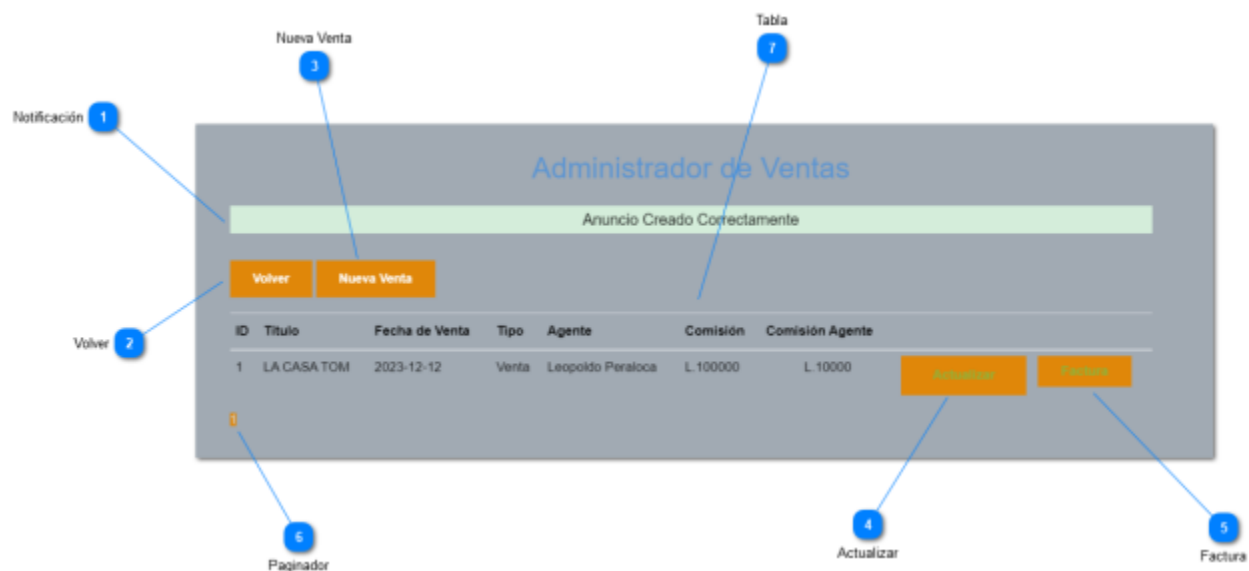 Tabla
7
Nueva Venta
3
Notificación 1
Administrador de Ventas
Anuncio Creado Correctamente
Volver Nueva Venta
ID Título Fecha de Venta Tipo Agente Comisión Comisión Agente
Volver 2
1 LA CASA TOM 2023-12-12 Venta Leopoldo Peraloca L.100000 L.10000 Actualizar Factura
1
6
Paginador
4
Actualizar
5
Factura